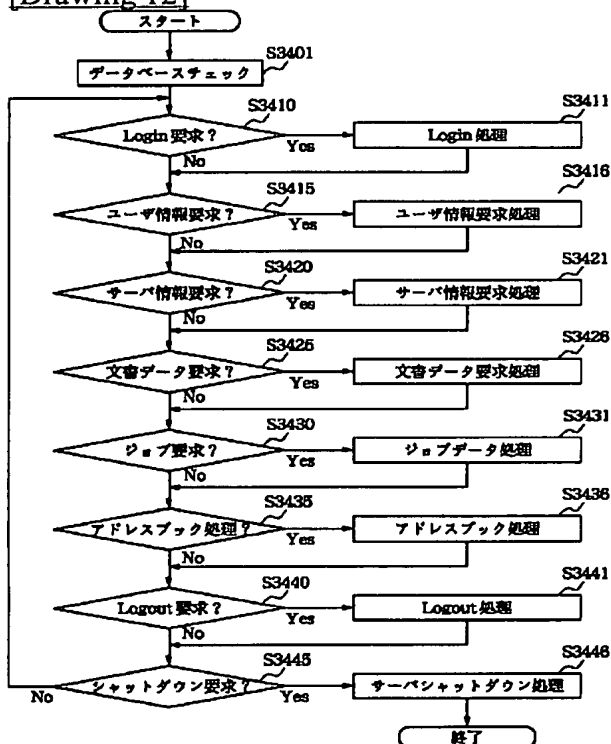 [Drawing 12]
スタート
S3401
データベースチェック
S3410
Login要求?
Yes
No
S3411
Login処理
S3415
ユーザ情報要求?
Yes
No
S3416
ユーザ情報要求処理
S3420
サーバ情報要求?
Yes
No
S3421
サーバ情報要求処理
S3425
文書データ要求?
Yes
No
S3426
文書データ要求処理
S3430
ジョブ要求?
Yes
No
S3431
ジョブデータ処理
S3435
アドレスブック処理?
Yes
No
S3436
アドレスブック処理
S3440
Logout要求?
Yes
No
S3441
Logout処理
S3445
シャットダウン要求?
Yes
No
S3446
サーバシャットダウン処理
終了